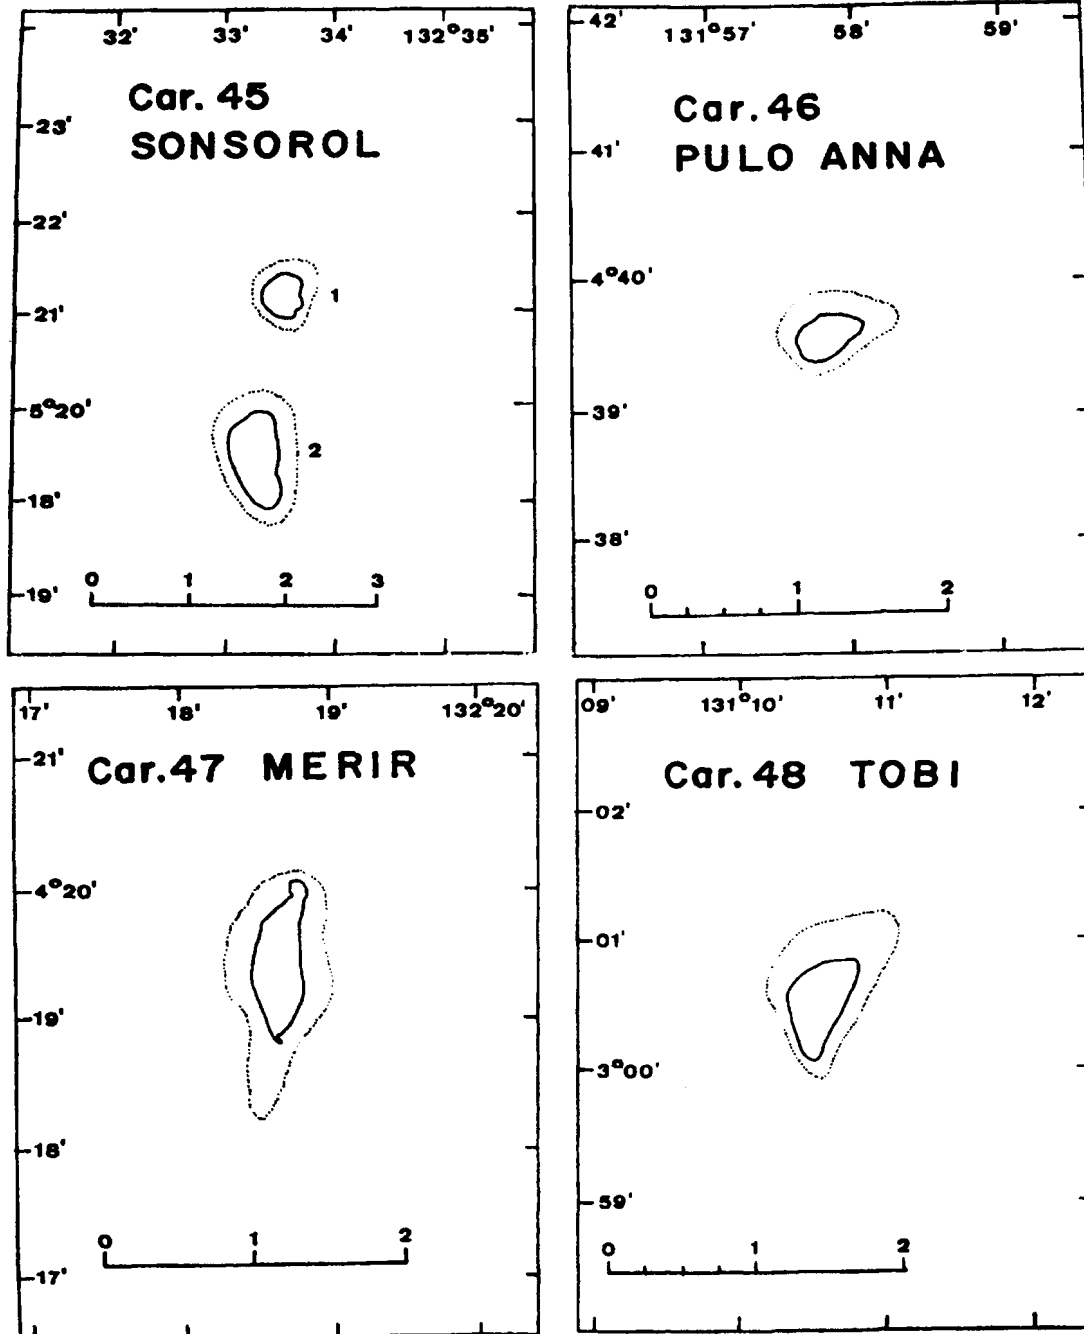 32' 33' 34' 132°35'
Car. 45
SONSOROL
23'
22'
1
21'
5°20'
2
18'
0 1 2 3
19'
42'
131°57' 58' 59'
Car. 46
PULO ANNA
41'
4°40'
39'
38'
0 1 2
17' 18' 19' 132°20'
21'
Car. 47 MERIR
4°20'
19'
18'
0 1 2
17'
09' 131°10' 11' 12'
Car. 48 TOBI
02'
01'
3°00'
59'
0 1 2